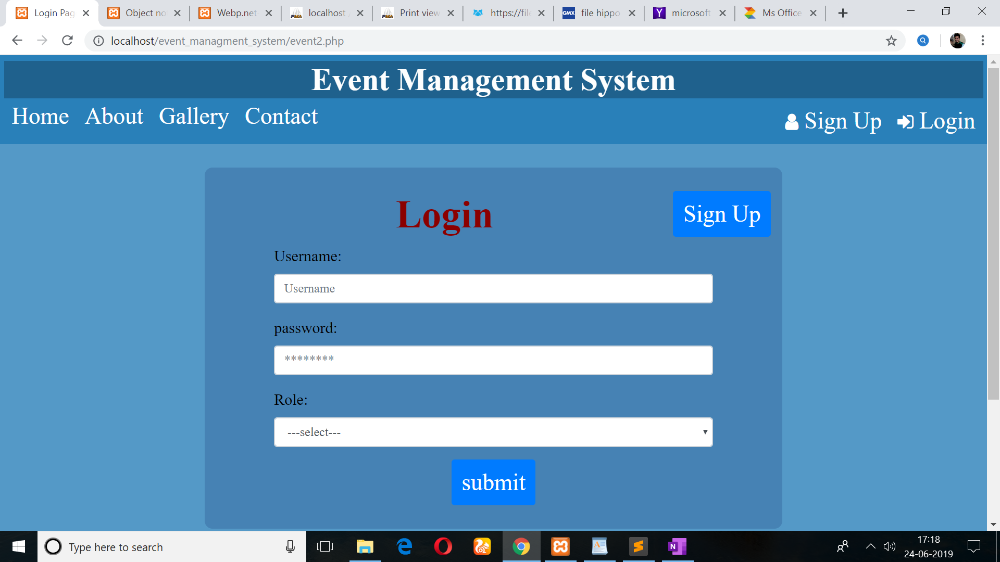 Login Pag
Object no
Webp.net
localhost /
Print view
https://file
file hippo
microsoft
Ms Office
localhost/event_managment_system/event2.php
Event Management System
Home About Gallery Contact
Sign Up Login
Login
Sign Up
Username:
Username
password:
********
Role:
---select---
submit
Type here to search
17:18
24-06-2019